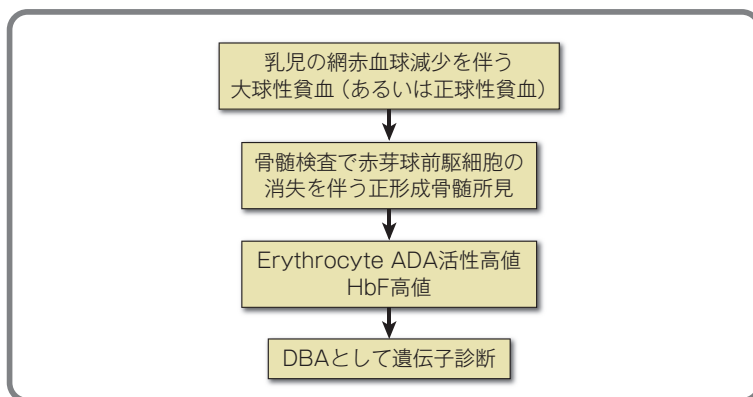 乳児の網赤血球減少を伴う
大球性貧血（あるいは正球性貧血）
骨髄検査で赤芽球前駆細胞の
消失を伴う正形成骨髄所見
Erythrocyte ADA活性高値
HbF高値
DBAとして遺伝子診断